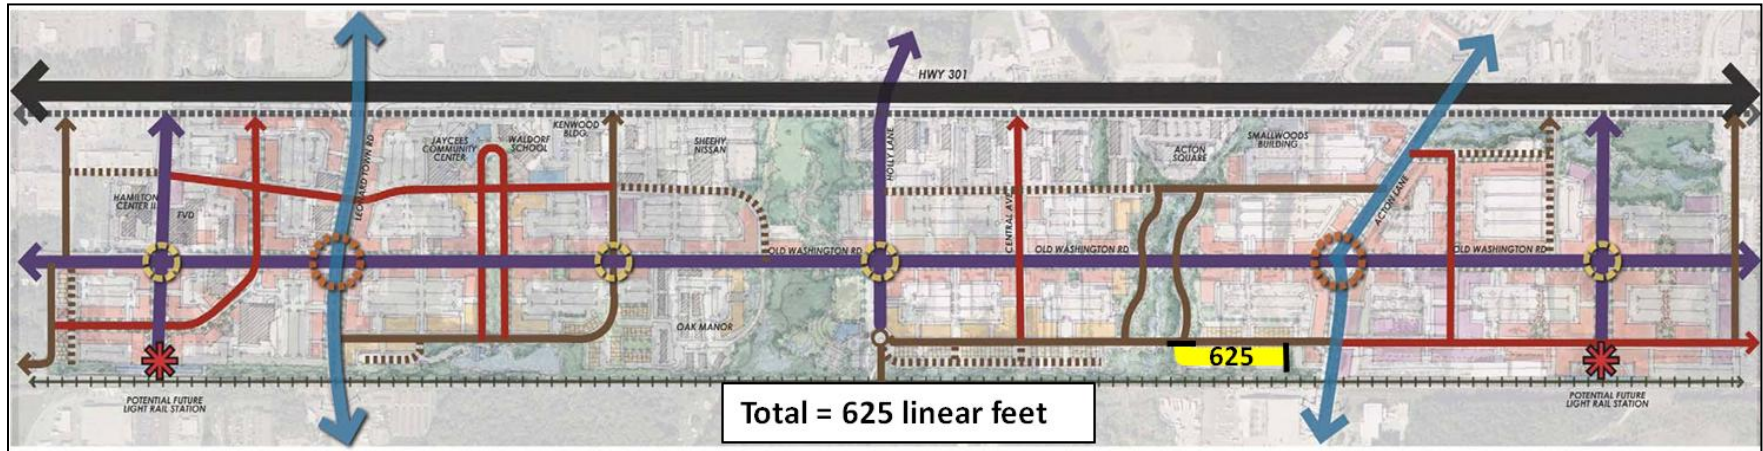 HWY 301
LEONARD TOWN RD
JAYCEES
COMMUNITY
CENTER
WALDORF
SCHOOL
KENWOOD
BLDG.
SHEEHY
NISSAN
HOLLY LANE
CENTRAL AVE
ACTON
SQUARE
SMALLWOODS
BUILDING
ACTON LANE
HAMILTON
CENTER II
FVD
OLD WASHINGTON RD
OLD WASHINGTON RD
OLD WASHINGTON RD
OAK MANOR
625
POTENTIAL FUTURE
LIGHT RAIL STATION
Total = 625 linear feet
POTENTIAL FUTURE
LIGHT RAIL STATION